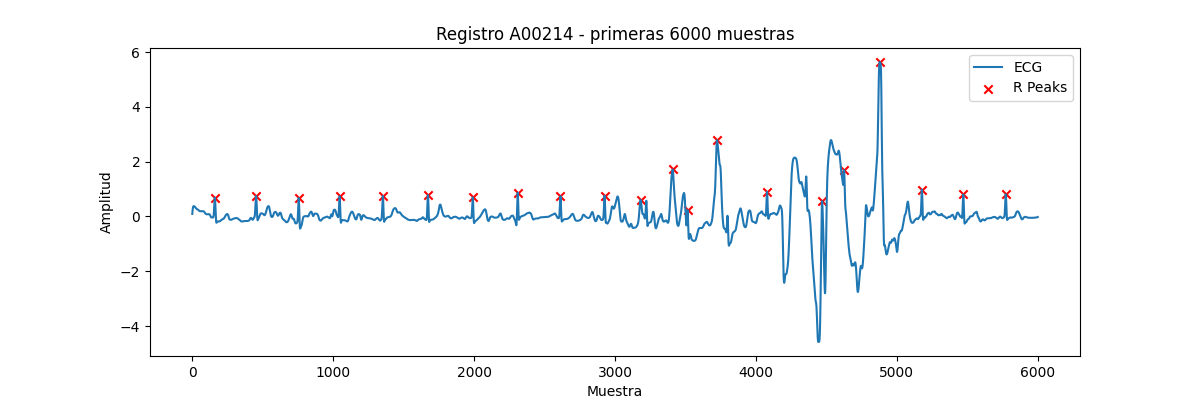 Registro A00214 - primeras 6000 muestras
6
4
2
0
−2
−4
Amplitud
ECG
R Peaks
0 1000 2000 3000 4000 5000 6000
Muestra